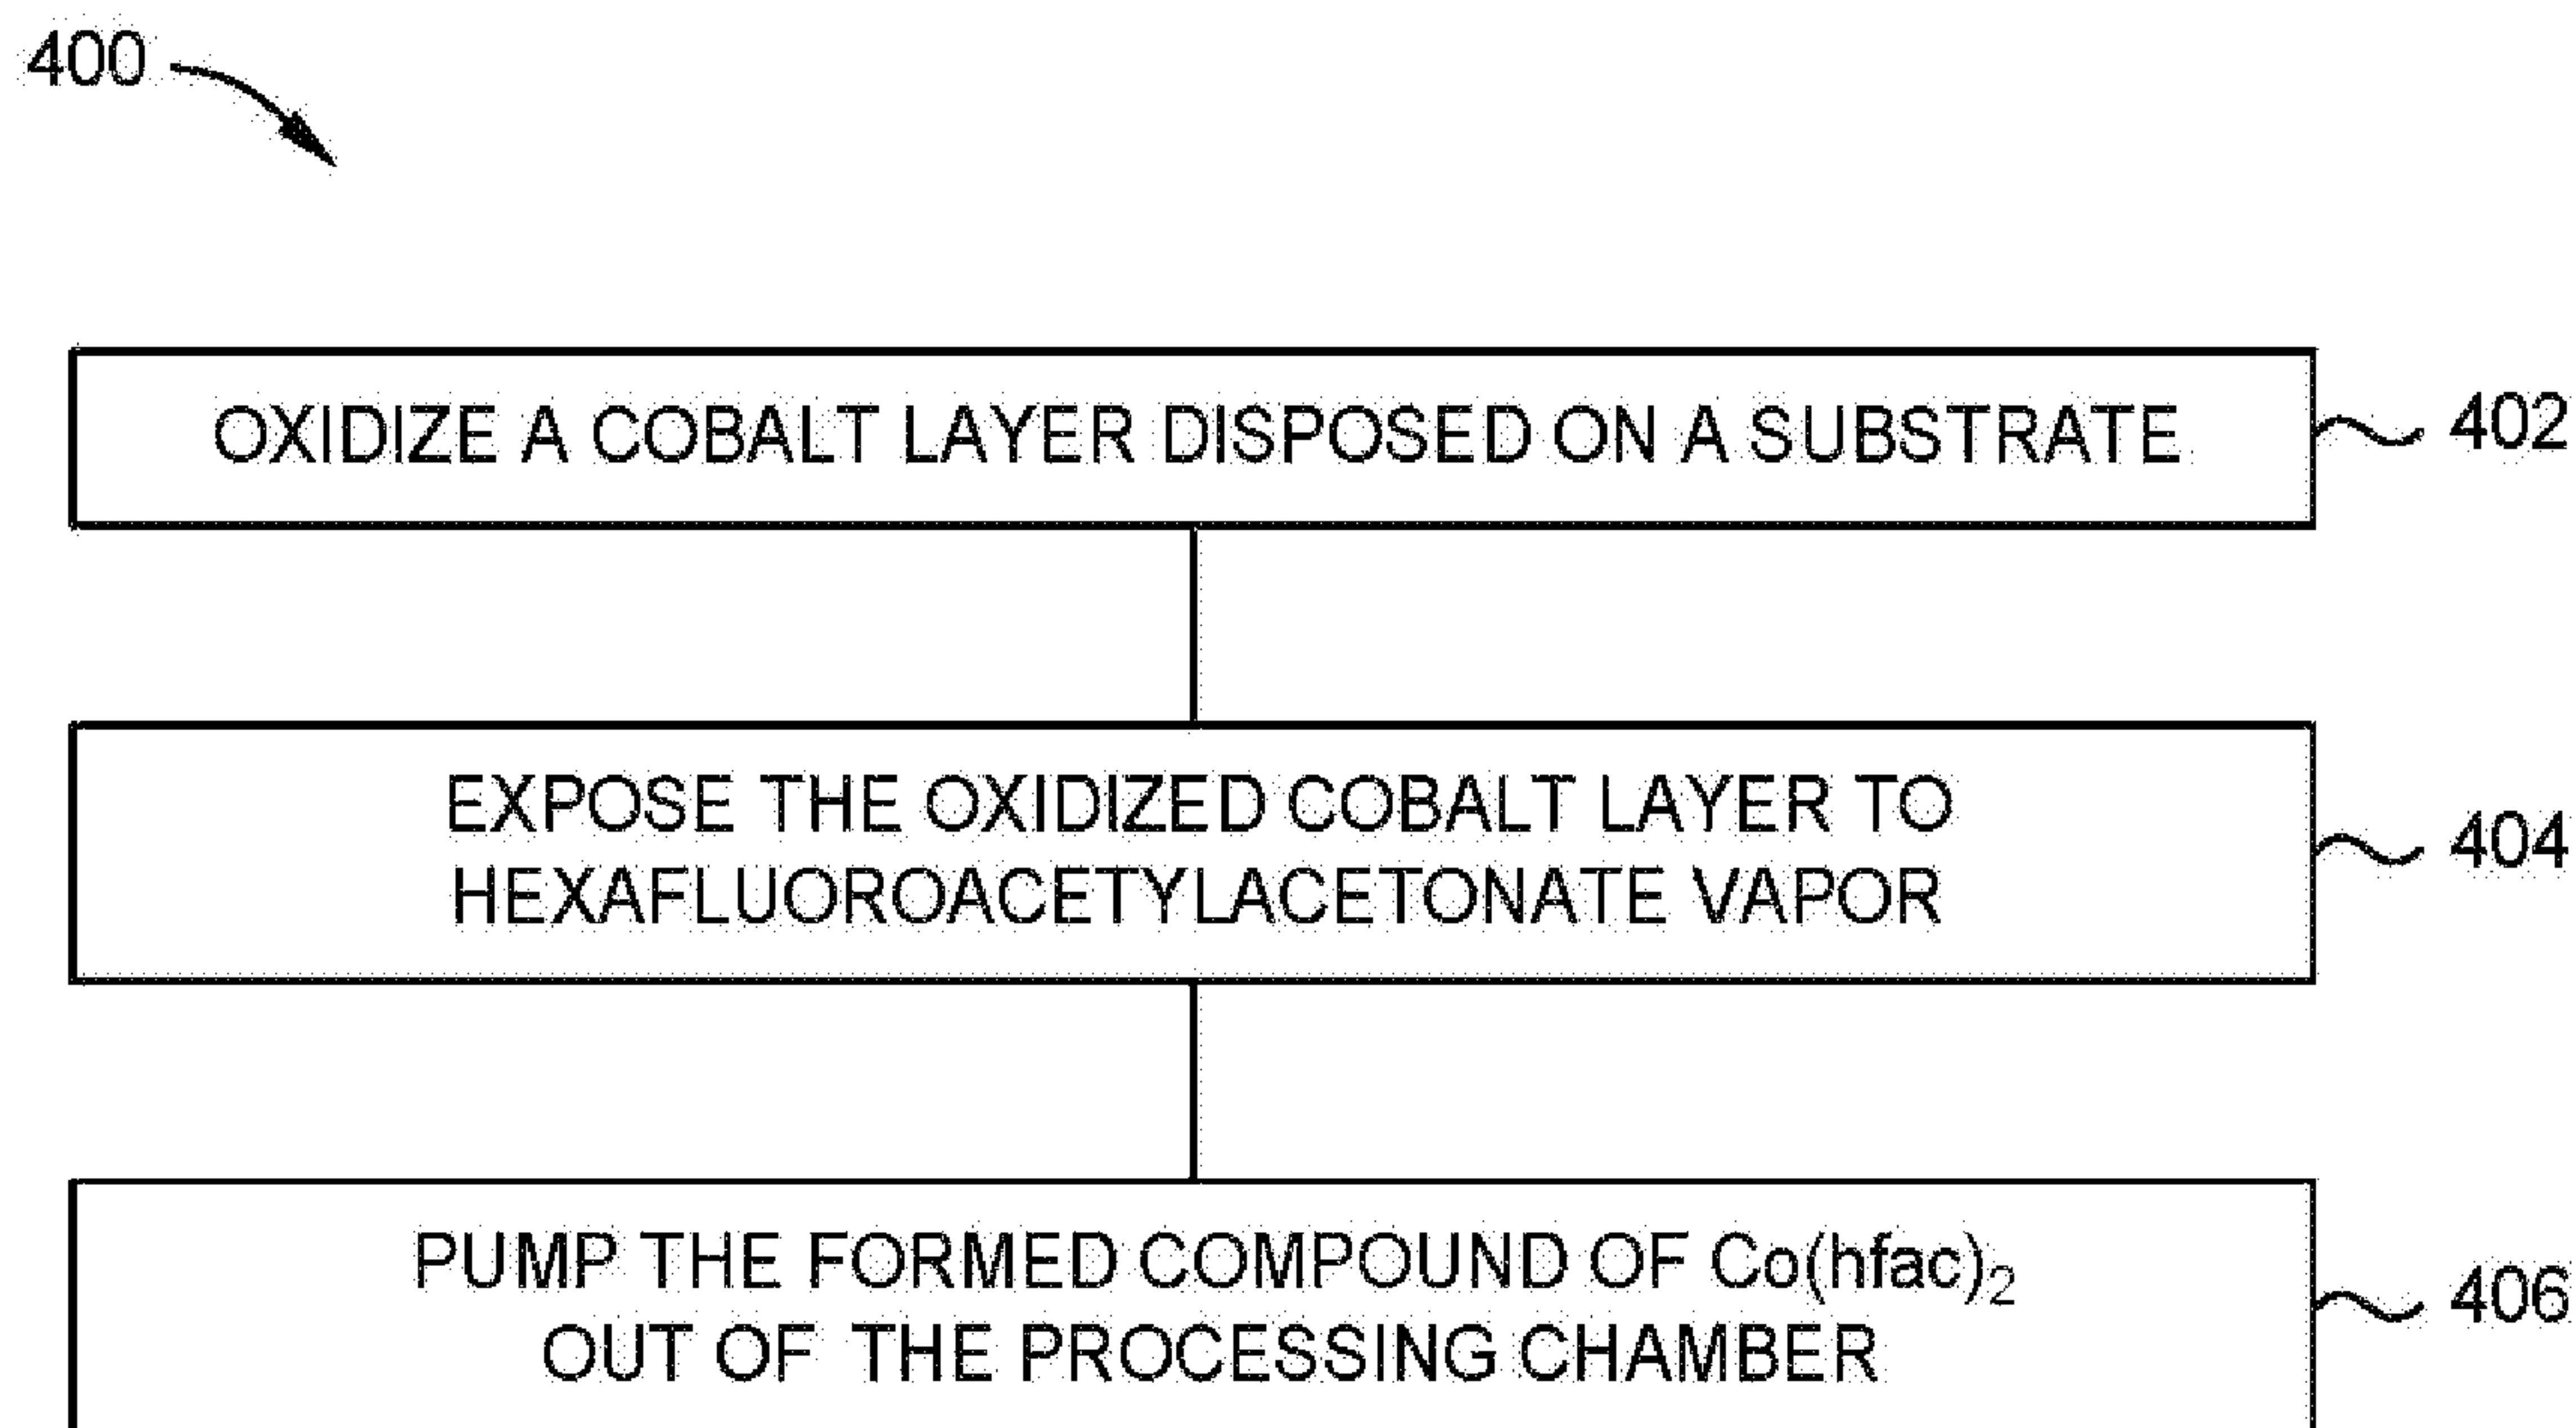 400
OXIDIZE A COBALT LAYER DISPOSED ON A SUBSTRATE
402
EXPOSE THE OXIDIZED COBALT LAYER TO
HEXAFLUOROACETYLACETONATE VAPOR
404
PUMP THE FORMED COMPOUND OF Co(hfac)₂
OUT OF THE PROCESSING CHAMBER
406